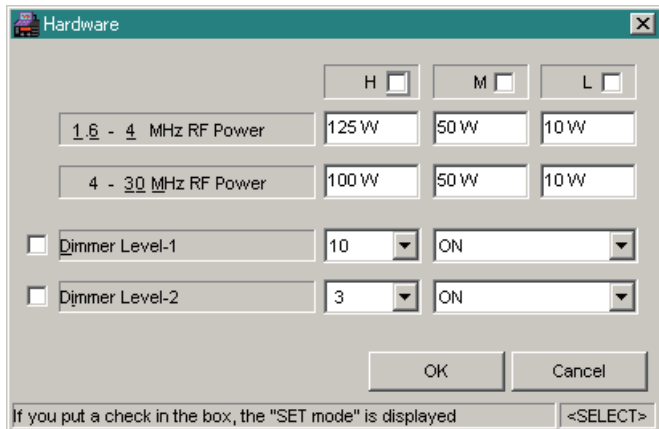 Hardware
H M L
1.6 - 4 MHz RF Power 125 W 50 W 10 W
4 - 30 MHz RF Power 100 W 50 W 10 W
Dimmer Level-1 10 ON
Dimmer Level-2 3 ON
OK Cancel
If you put a check in the box, the "SET mode" is displayed <SELECT>